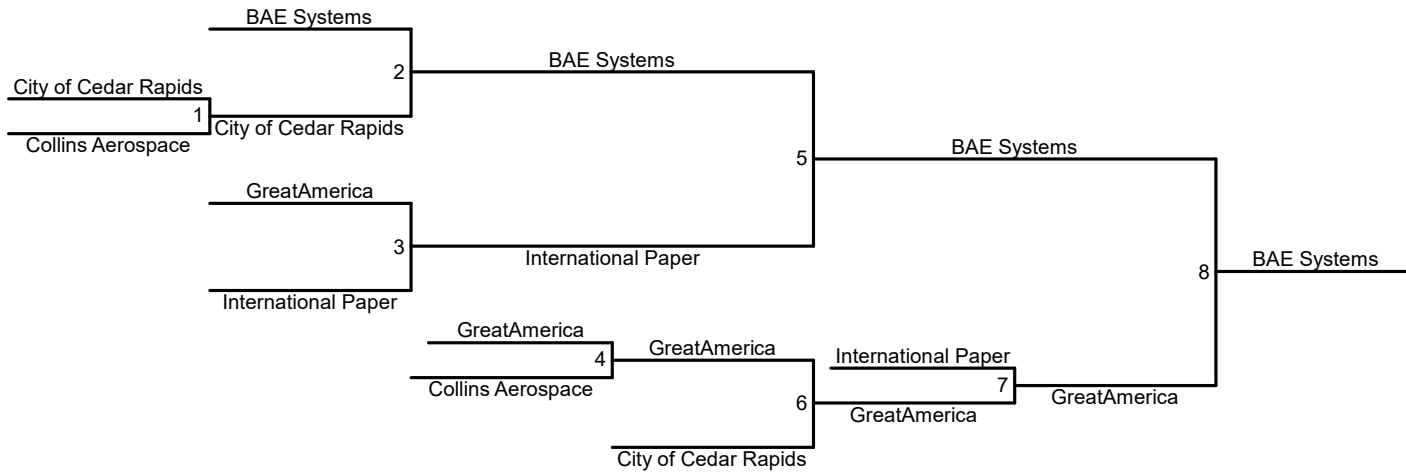 BAE Systems
2
BAE Systems
City of Cedar Rapids
1
City of Cedar Rapids
Collins Aerospace
5
BAE Systems
GreatAmerica
3
International Paper
International Paper
8
BAE Systems
GreatAmerica
4
GreatAmerica
Collins Aerospace
International Paper
7
GreatAmerica
6
GreatAmerica
City of Cedar Rapids